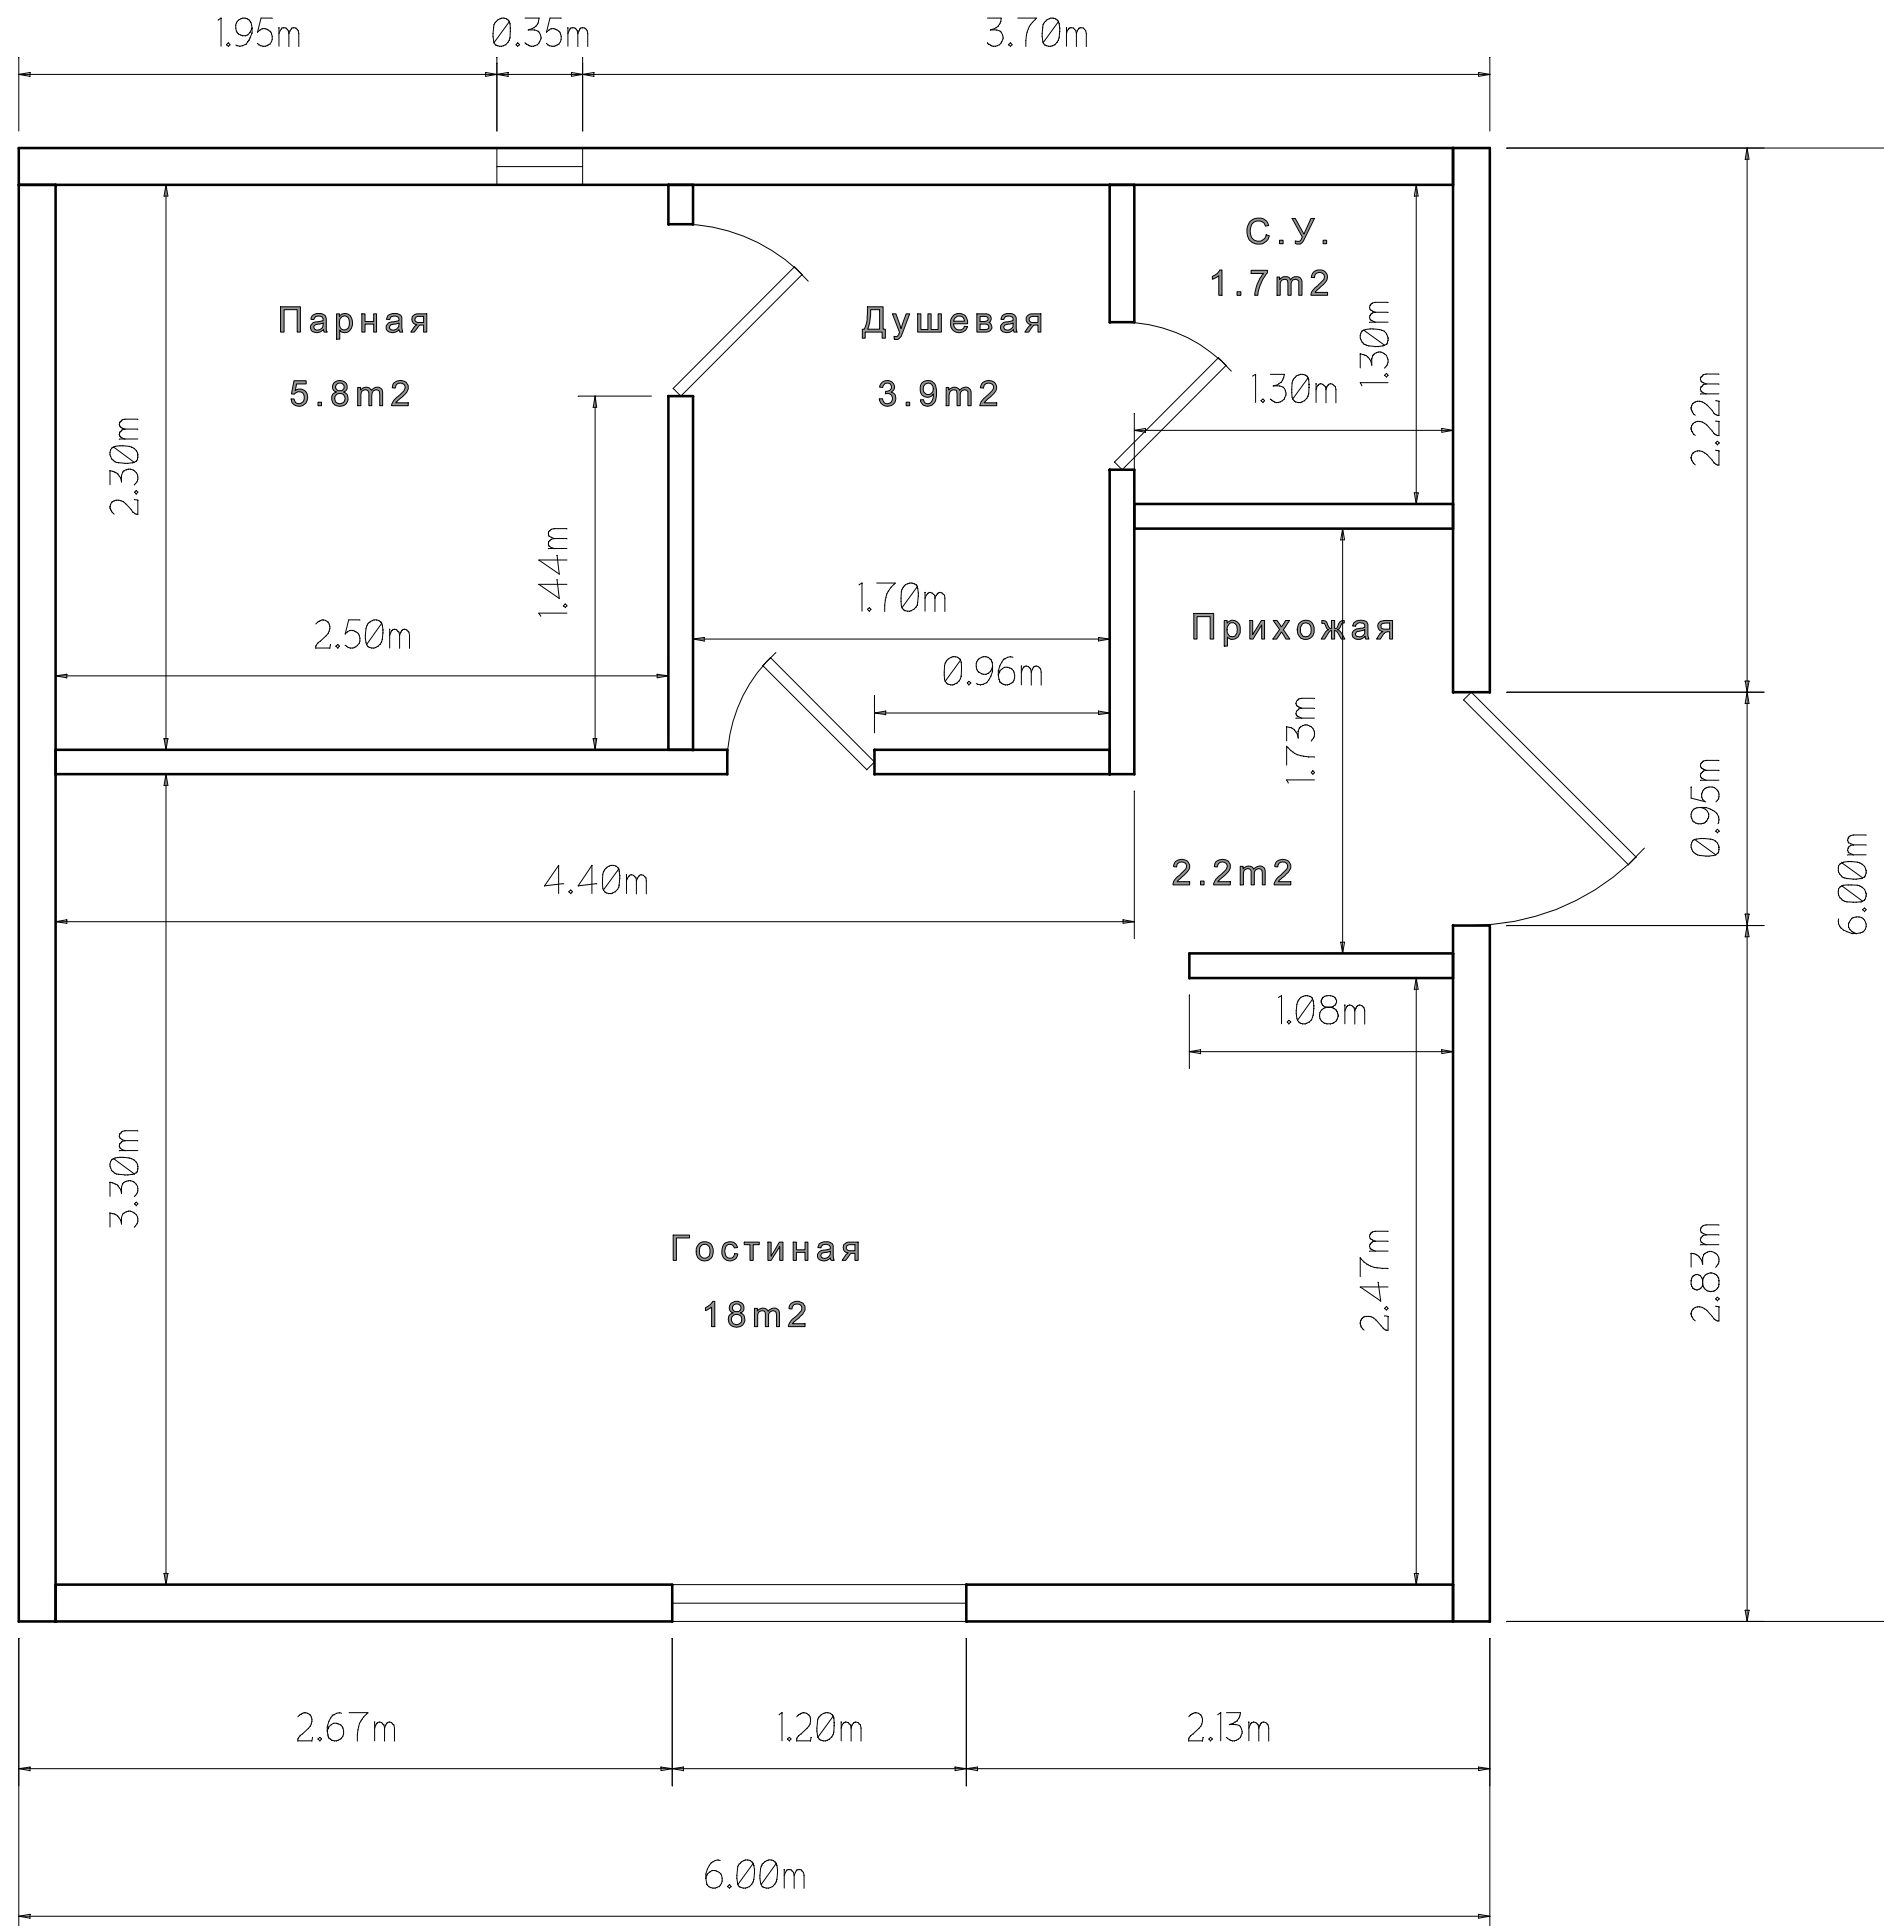 1.95m
0.35m
3.70m
С.У.
1.7m2
Парная
Душевая
5.8m2
3.9m2
1.30m
1.30m
2.22m
2.30m
1.44m
1.70m
Прихожая
2.50m
0.96m
1.73m
0.95m
4.40m
2.2m2
6.00m
1.08m
3.30m
Гостиная
2.47m
2.83m
18m2
2.67m
1.20m
2.13m
6.00m